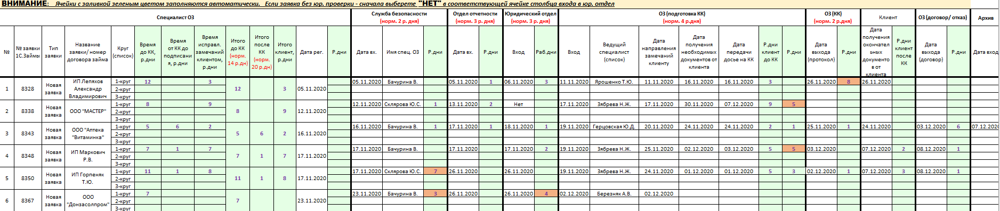 ВНИМАНИЕ: Ячейки с заливкой зеленым цветом заполняются автоматически. Если заявка без юр. проверки - сначала выберете "НЕТ" в соответствующей ячейке столбца входа в юр. отдел
Специалист ОЗ | Служба безопасности (норм. 2 р. дня) | Отдел отчетности (норм. 3 р. дня) | Юридический отдел (норм. 3 р. дня) | ОЗ (подготовка КК) (норм. 4 р.дня) | ОЗ (КК) (норм. 2 р.дня) | Клиент | ОЗ (договор/ отказ) | Архив
№ | № заявки 1С.Займы | Тип заявки | Название заявки/ номер договора займа | Круг (список) | Время до КК, р.дни | Время от КК до подписания, р.дни | Время исправл. замечаний клиентом, р.дни | Итого до КК (норм. 14 р.дн) | Итого после КК (норм. 20 р.дн) | Итого клиент, р.дни | Дата рег. | Р.дни | Дата вх. | Имя спец. ОЗ | Р.дни | Дата вх. | Р.дни | Вход | Раб.дни | Вход | Ведущий специалист (список) | Дата направления замечаний клиенту | Дата получения необходимых документов от клиента | Дата передачи досье на КК | Р.дни клиент до КК | Р.дни | Дата выхода (протокол) | Р.дни | Дата получения окончательных документов от клиента | Р.дни клиент после КК | Дата выхода (договор) | Р.дни | Дата вход
1 | 8328 | Новая заявка | ИП Лепяхов Александр Владимирович | 1-круг | 12 | 3 | 12 | 3 | 05.11.2020 | 05.11.2020 | Бачурина В. | 05.11.2020 | 1 | 06.11.2020 | 3 | 11.11.2020 | Ярошенко Т.Ю. | 11.11.2020 | 16.11.2020 | 16.11.2020 | 3 | 26.11.2020 | 8 | 26.11.2020
2-круг
3-круг
2 | 8338 | Новая заявка | ООО "МАСТЕР" | 1-круг | 8 | 9 | 8 | 9 | 12.11.2020 | 12.11.2020 | Склярова Ю.С. | 1 | 13.11.2020 | 2 | Нет | 17.11.2020 | Зябрева Н.Ж. | 17.11.2020 | 30.11.2020 | 07.12.2020 | 9 | 5
2-круг
3-круг
3 | 8343 | Новая заявка | ООО "Аптека "Витаминка" | 1-круг | 5 | 6 | 2 | 5 | 6 | 2 | 16.11.2020 | 16.11.2020 | Бачурина В. | 1 | 17.11.2020 | 1 | 18.11.2020 | 1 | 19.11.2020 | Герцовская Ю.Д. | 20.11.2020 | 24.11.2020 | 24.11.2020 | 2 | 1 | 25.11.2020 | 1 | 24.11.2020 | 03.12.2020 | 6 | 07.12.2020
2-круг
3-круг
4 | 8348 | Новая заявка | ИП Маркович Р.В. | 1-круг | 7 | 1 | 7 | 7 | 1 | 7 | 17.11.2020 | 17.11.2020 | Бачурина В. | 17.11.2020 | 17.11.2020 | 2 | 19.11.2020 | Зябрева Н.Ж. | 25.11.2020 | 02.12.2020 | 03.12.2020 | 5 | 5 | 03.12.2020 | 07.12.2020 | 2 | 08.12.2020 | 1
2-круг
3-круг
5 | 8350 | Новая заявка | ИП Горпеняк Т.Ю. | 1-круг | 11 | 1 | 8 | 11 | 1 | 8 | 17.11.2020 | 17.11.2020 | Склярова Ю.С. | 7 | 26.11.2020 | 26.11.2020 | 19.11.2020 | Зябрева Н.Ж. | 24.11.2020 | 01.12.2020 | 01.12.2020 | 5 | 3 | 02.12.2020 | 1 | 07.12.2020 | 3 | 08.12.2020 | 1
2-круг
3-круг
6 | 8367 | Новая заявка | ООО "Донзасолпром" | 1-круг | 7 | 7 | 23.11.2020 | 23.11.2020 | Бачурина В. | 3 | 26.11.2020 | 26.11.2020 | 4 | 02.12.2020 | Березняк А.В. | 02.12.2020
2-круг
3-круг